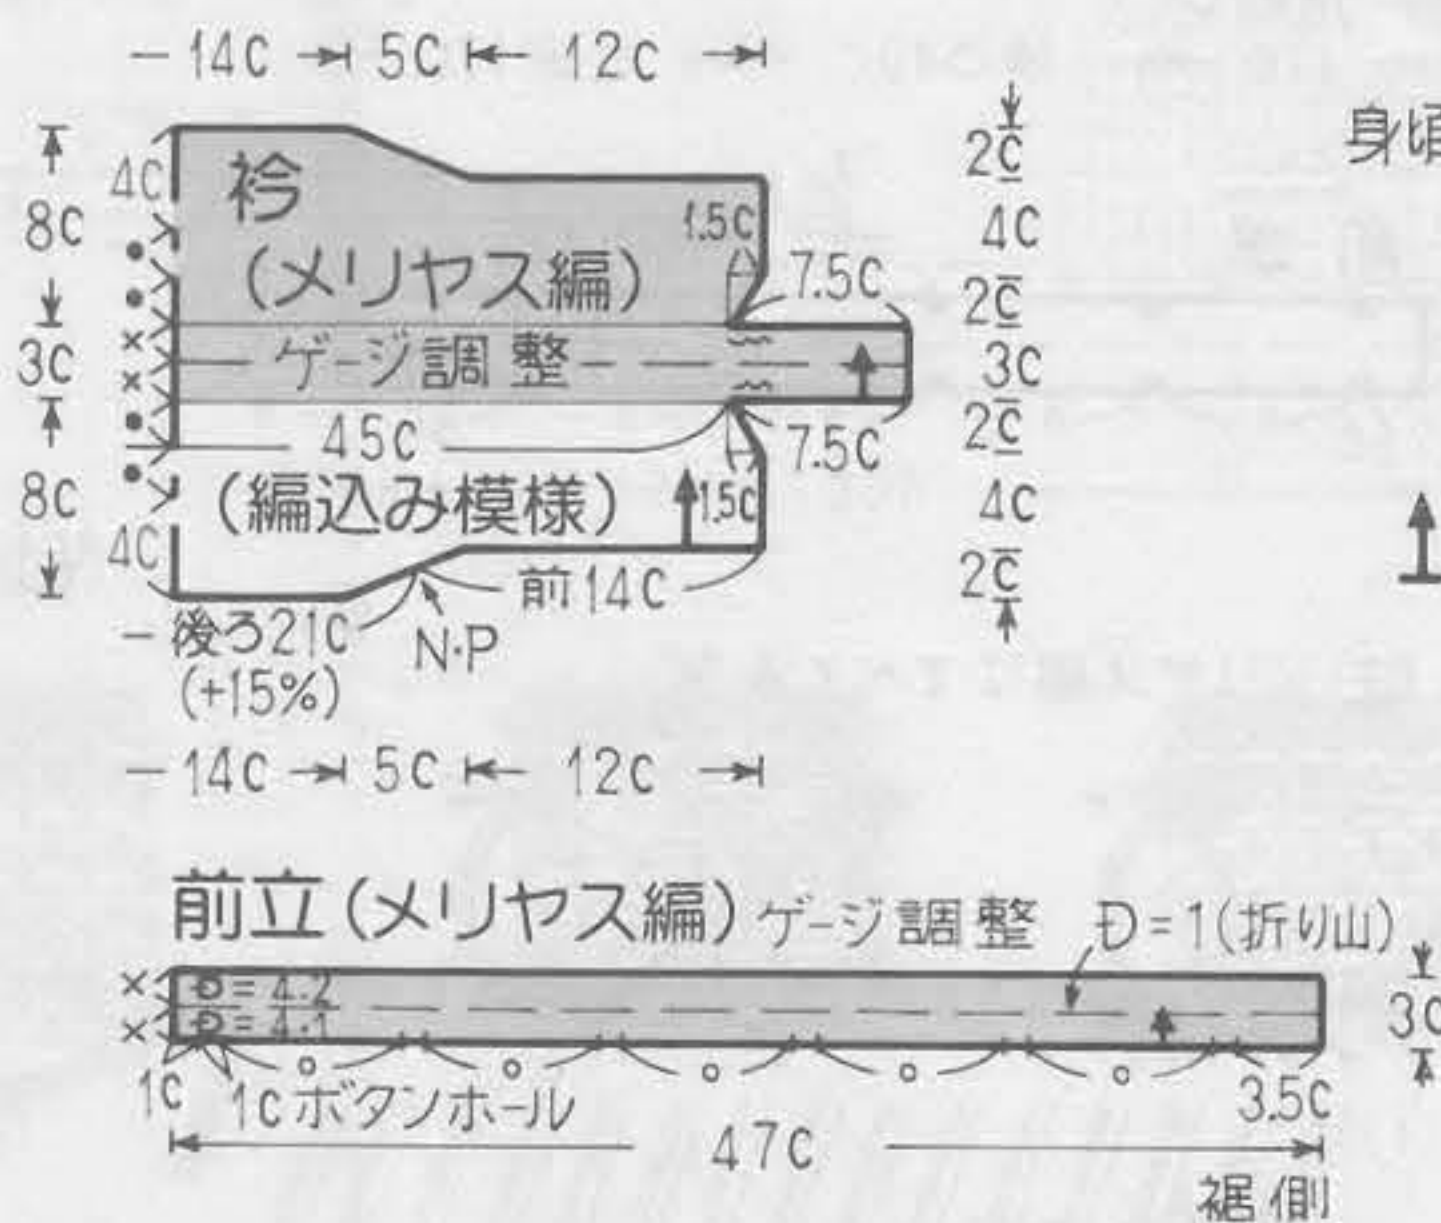 14C 5C 12C
4C
衿
2C
身頃
8C
1.5C
4C
(メリヤス編)
7.5C
2C
3C
ゲージ調整
3C
45C
7.5C
2C
8C
(編込み模様)
1.5C
4C
4C
前14C
2C
後ろ21C
N・P
(+15%)
14C 5C 12C
前立(メリヤス編) ゲージ調整 Ð=1(折り山)
Ð=4.2
Ð=4.1
3C
1C 1Cボタンホール
3.5C
47C
裾側